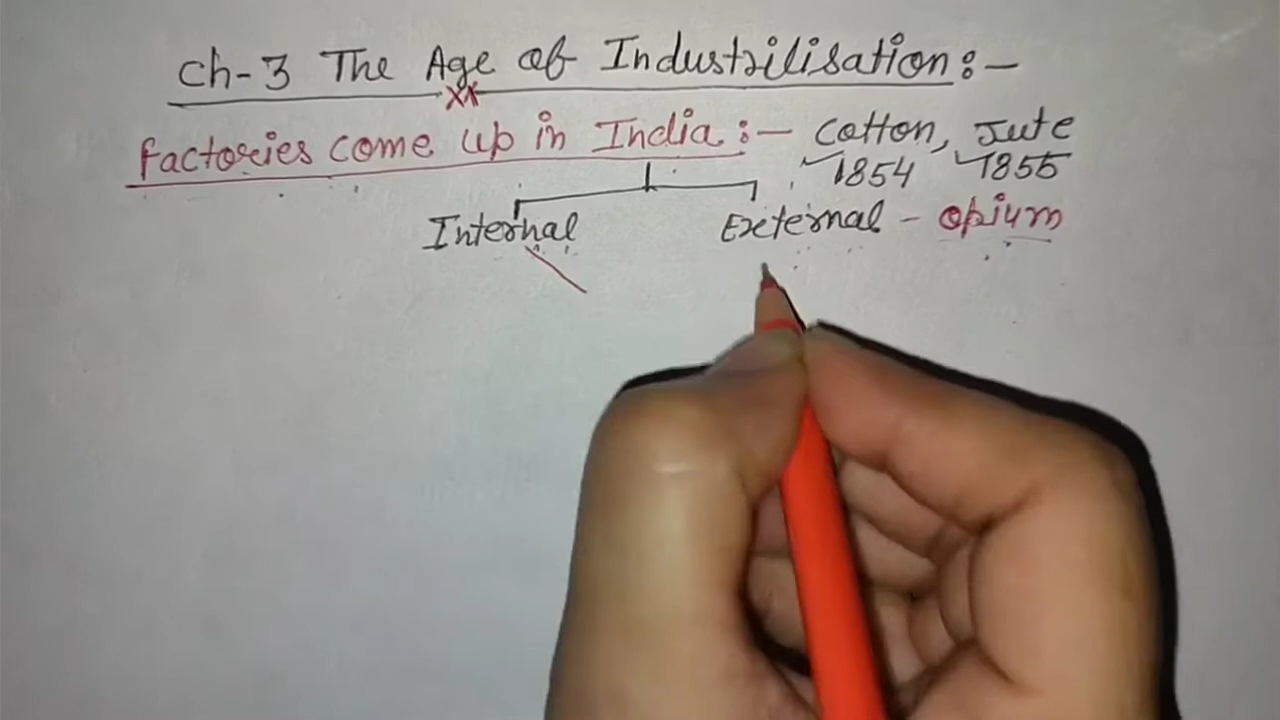 Ch-3 The Age of Industrilisation:-
factories come up in India :- Cotton, Jute
1854 1855
Internal External - opium